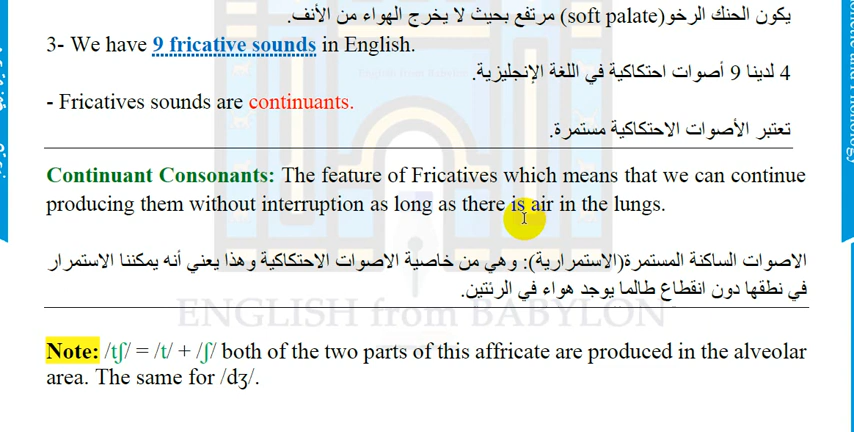 يكون الحنك الرخو(soft palate) مرتفع بحيث لا يخرج الهواء من الأنف.
3- We have 9 fricative sounds in English.
4 لدينا 9 أصوات احتكاكية في اللغة الإنجليزية.
- Fricatives sounds are continuants.
تعتبر الأصوات الاحتكاكية مستمرة.
Continuant Consonants: The feature of Fricatives which means that we can continue
producing them without interruption as long as there is air in the lungs.
الاصوات الساكنة المستمرة(الاستمرارية): وهي من خاصية الاصوات الاحتكاكية وهذا يعني أنه يمكننا الاستمرار
في نطقها دون انقطاع طالما يوجد هواء في الرئتين.
ENGLISH from BABYLON
Note: /tʃ/ = /t/ + /ʃ/ both of the two parts of this affricate are produced in the alveolar
area. The same for /dʒ/.